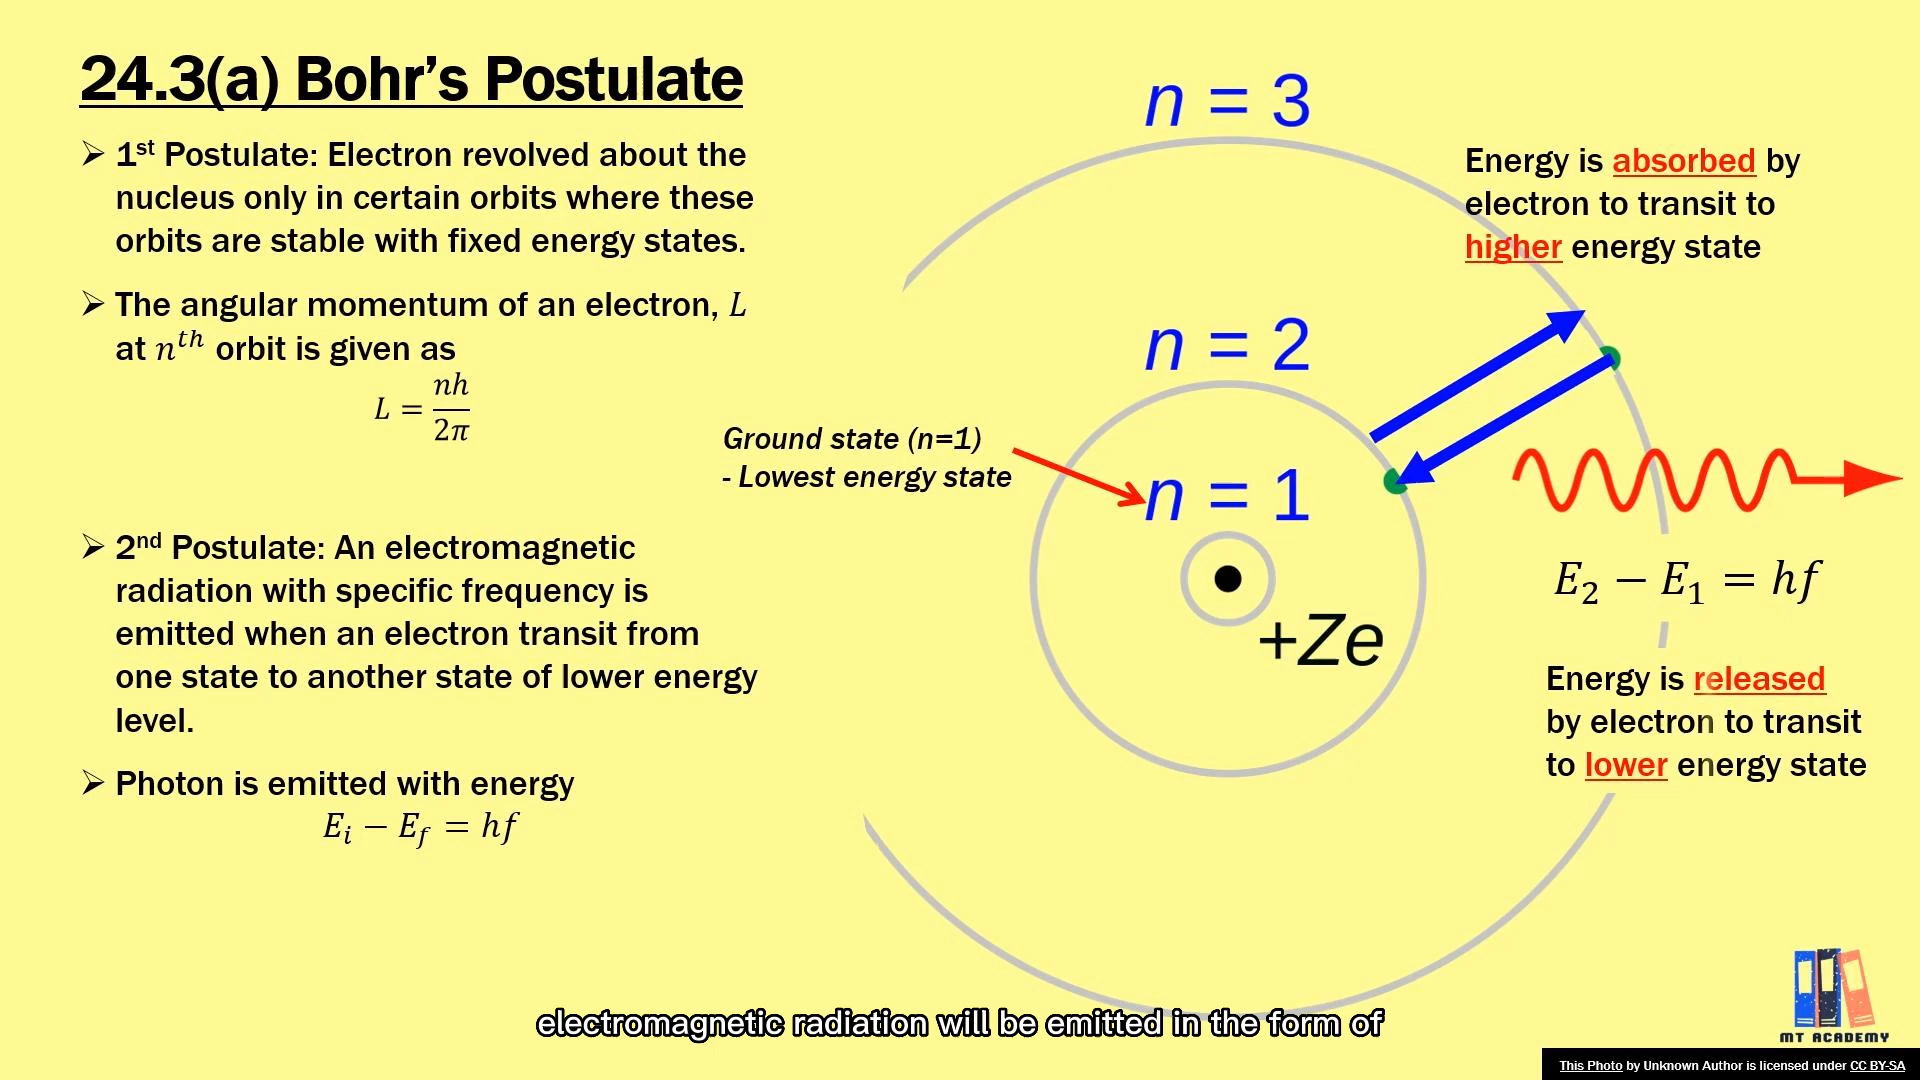 24.3(a) Bohr's Postulate
➢ 1st Postulate: Electron revolved about the
nucleus only in certain orbits where these
orbits are stable with fixed energy states.
➢ The angular momentum of an electron, L
at n^th orbit is given as
L = nh/2π
➢ 2nd Postulate: An electromagnetic
radiation with specific frequency is
emitted when an electron transit from
one state to another state of lower energy
level.
➢ Photon is emitted with energy
E_i − E_f = hf
n = 3
n = 2
Ground state (n=1)
- Lowest energy state
n = 1
+Ze
Energy is absorbed by
electron to transit to
higher energy state
E_2 − E_1 = hf
Energy is released
by electron to transit
to lower energy state
electromagnetic radiation will be emitted in the form of
MT ACADEMY
This Photo by Unknown Author is licensed under CC BY-SA